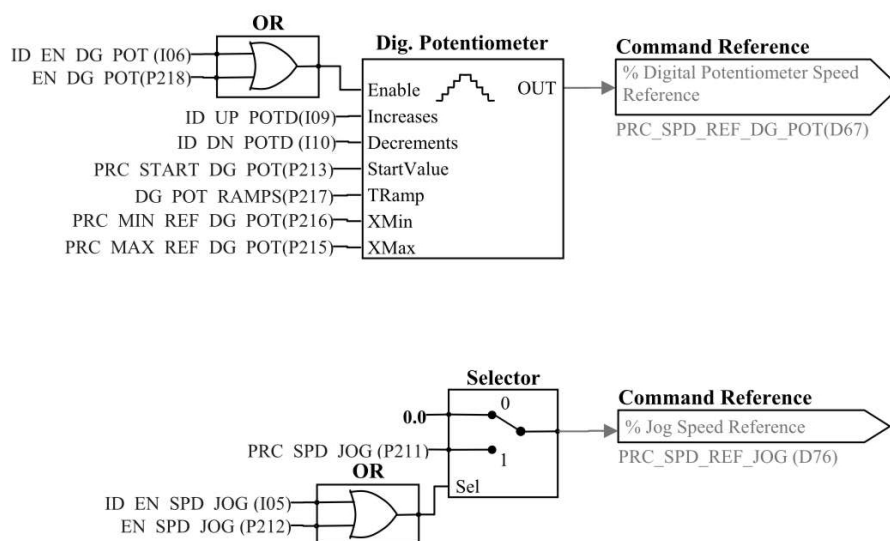 OR
ID EN DG POT (I06)
EN DG POT(P218)
Dig. Potentiometer
Enable
OUT
ID UP POTD(I09)
Increases
ID DN POTD (I10)
Decrements
PRC START DG POT(P213)
StartValue
DG POT RAMPS(P217)
TRamp
PRC MIN REF DG POT(P216)
XMin
PRC MAX REF DG POT(P215)
XMax
Command Reference
% Digital Potentiometer Speed
Reference
PRC_SPD_REF_DG_POT(D67)
Selector
0.0
0
PRC SPD JOG (P211)
1
OR
Sel
ID EN SPD JOG (I05)
EN SPD JOG (P212)
Command Reference
% Jog Speed Reference
PRC_SPD_REF_JOG (D76)